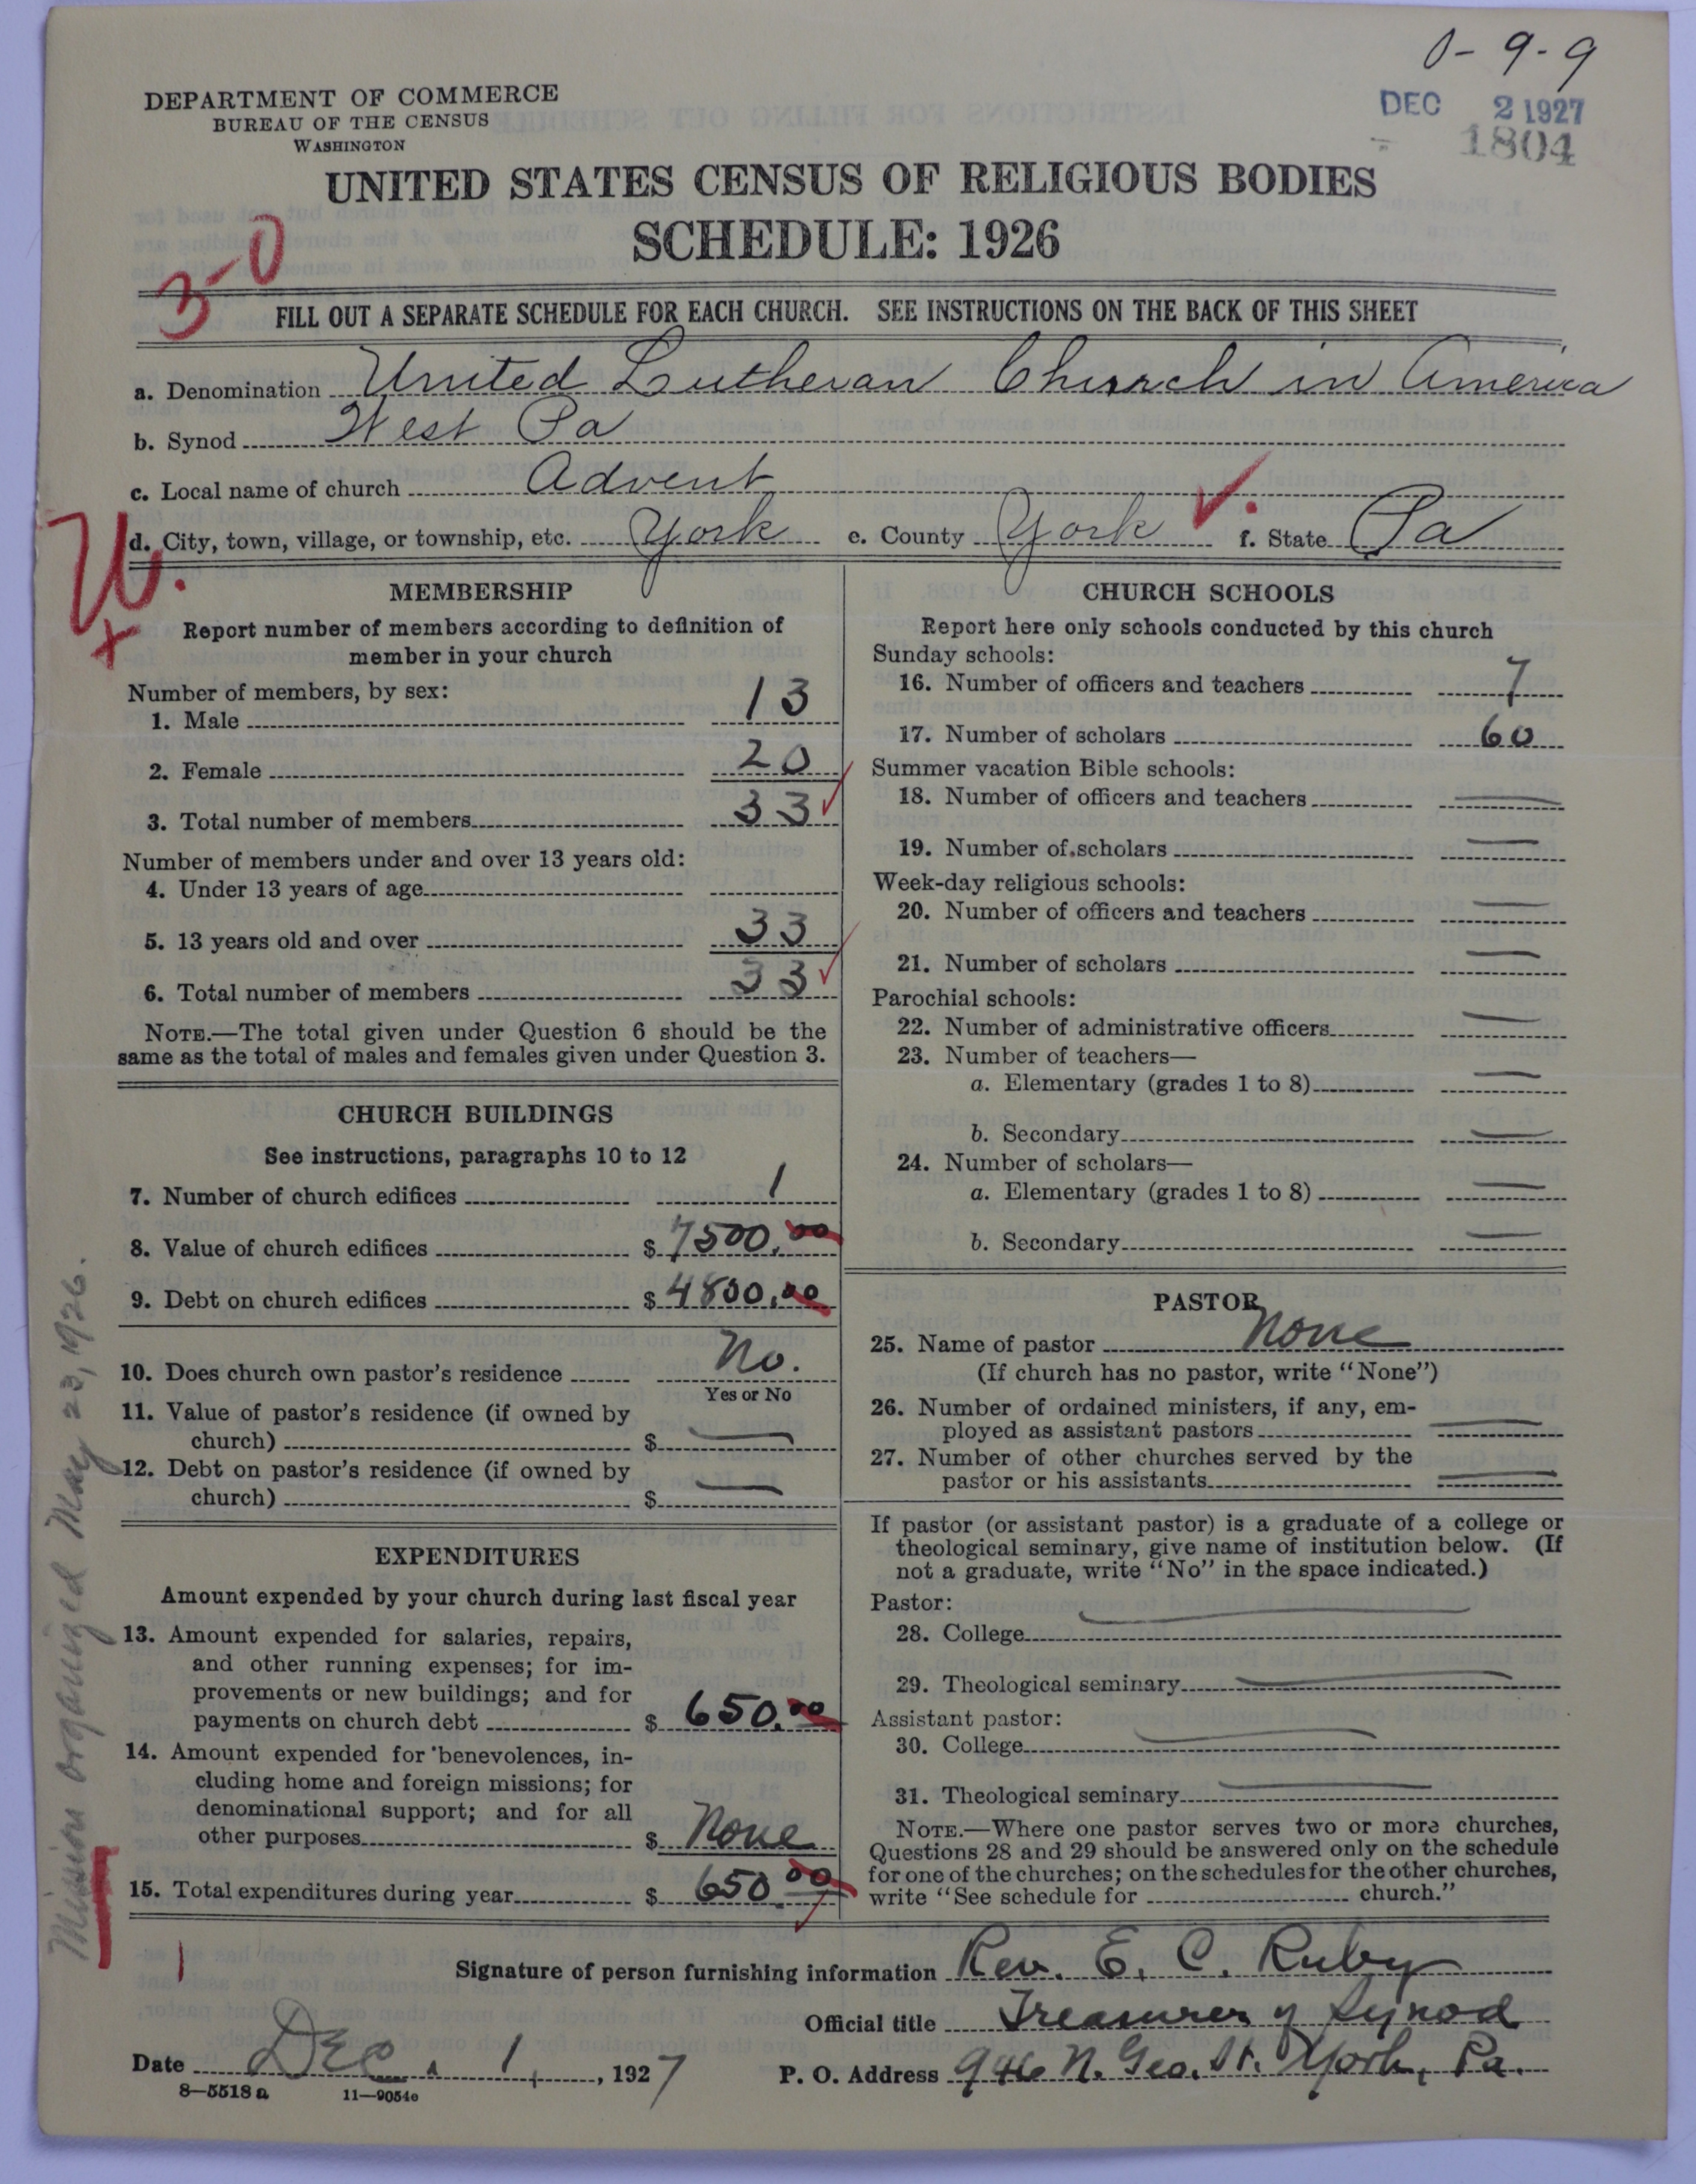 0-9-9
DEC 2 1927
1804
DEPARTMENT OF COMMERCE
BUREAU OF THE CENSUS
WASHINGTON
UNITED STATES CENSUS OF RELIGIOUS BODIES
SCHEDULE: 1926
3-0
FILL OUT A SEPARATE SCHEDULE FOR EACH CHURCH. SEE INSTRUCTIONS ON THE BACK OF THIS SHEET
a. Denomination United Lutheran Church in America
b. Synod West Pa
c. Local name of church Advent
d. City, town, village, or township, etc. York e. County York f. State Pa
MEMBERSHIP
Report number of members according to definition of
member in your church
Number of members, by sex:
1. Male 13
2. Female 20
3. Total number of members 33
Number of members under and over 13 years old:
4. Under 13 years of age
5. 13 years old and over 33
6. Total number of members 33
NOTE.—The total given under Question 6 should be the
same as the total of males and females given under Question 3.
CHURCH BUILDINGS
See instructions, paragraphs 10 to 12
7. Number of church edifices 1
8. Value of church edifices $ 7500.00
9. Debt on church edifices $ 4800.00
10. Does church own pastor's residence No.
Yes or No
11. Value of pastor's residence (if owned by
church) $ —
12. Debt on pastor's residence (if owned by
church) $ —
EXPENDITURES
Amount expended by your church during last fiscal year
13. Amount expended for salaries, repairs,
and other running expenses; for im-
provements or new buildings; and for
payments on church debt $ 650.00
14. Amount expended for benevolences, in-
cluding home and foreign missions; for
denominational support; and for all
other purposes $ None
15. Total expenditures during year $ 650.00
CHURCH SCHOOLS
Report here only schools conducted by this church
Sunday schools:
16. Number of officers and teachers 7
17. Number of scholars 60
Summer vacation Bible schools:
18. Number of officers and teachers —
19. Number of scholars —
Week-day religious schools:
20. Number of officers and teachers —
21. Number of scholars —
Parochial schools:
22. Number of administrative officers —
23. Number of teachers—
a. Elementary (grades 1 to 8) —
b. Secondary —
24. Number of scholars—
a. Elementary (grades 1 to 8) —
b. Secondary —
PASTOR
25. Name of pastor None
(If church has no pastor, write "None")
26. Number of ordained ministers, if any, em-
ployed as assistant pastors —
27. Number of other churches served by the
pastor or his assistants —
If pastor (or assistant pastor) is a graduate of a college or
theological seminary, give name of institution below. (If
not a graduate, write "No" in the space indicated.)
Pastor:
28. College —
29. Theological seminary —
Assistant pastor:
30. College —
31. Theological seminary —
NOTE.—Where one pastor serves two or more churches,
Questions 28 and 29 should be answered only on the schedule
for one of the churches; on the schedules for the other churches,
write "See schedule for church."
Mission organized May 23, 1926.
Signature of person furnishing information Rev. E. C. Ruby
Official title Treasurer of Synod
Date Dec. 1, 1927 P. O. Address 946 N. Geo. St. York, Pa.
8—5518 a 11—9054c